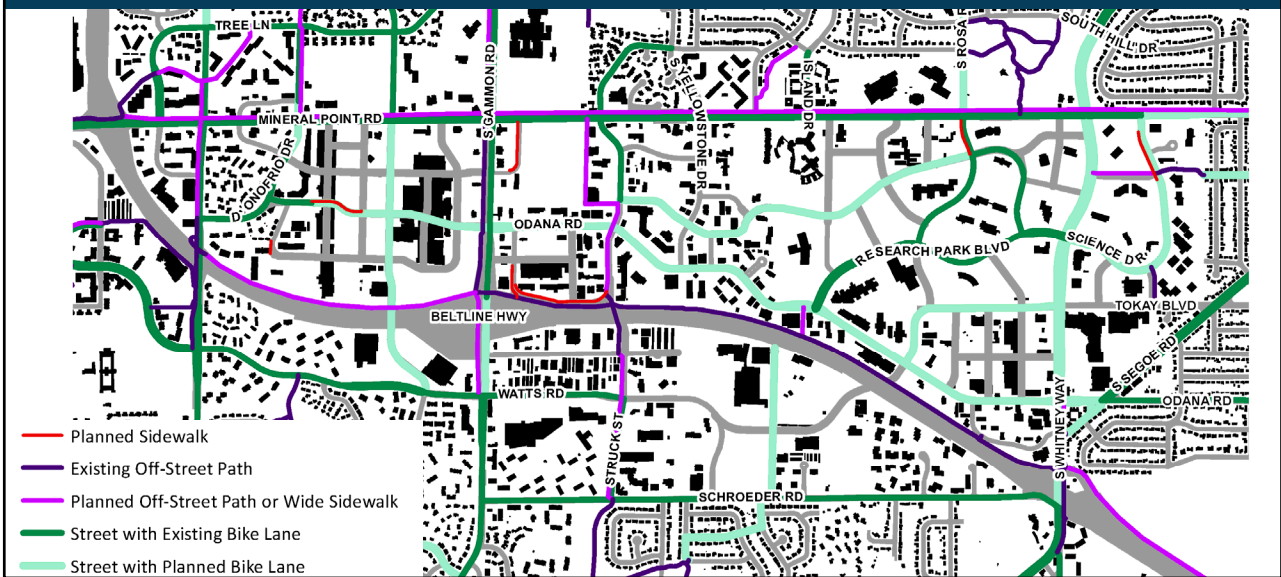 TREE LN
S GAMMON RD
S YELLOWSTONE DR
ISLAND DR
S ROSA R
SOUTH HILL DR
MINERAL POINT RD
D'ONOFRIO DR
ODANA RD
RESEARCH PARK BLVD
SCIENCE DR
BELTLINE HWY
TOKAY BLVD
WATTS RD
S SEGOE RD
ODANA RD
S WHITNEY WAY
STRUCK ST
SCHROEDER RD
Planned Sidewalk
Existing Off-Street Path
Planned Off-Street Path or Wide Sidewalk
Street with Existing Bike Lane
Street with Planned Bike Lane